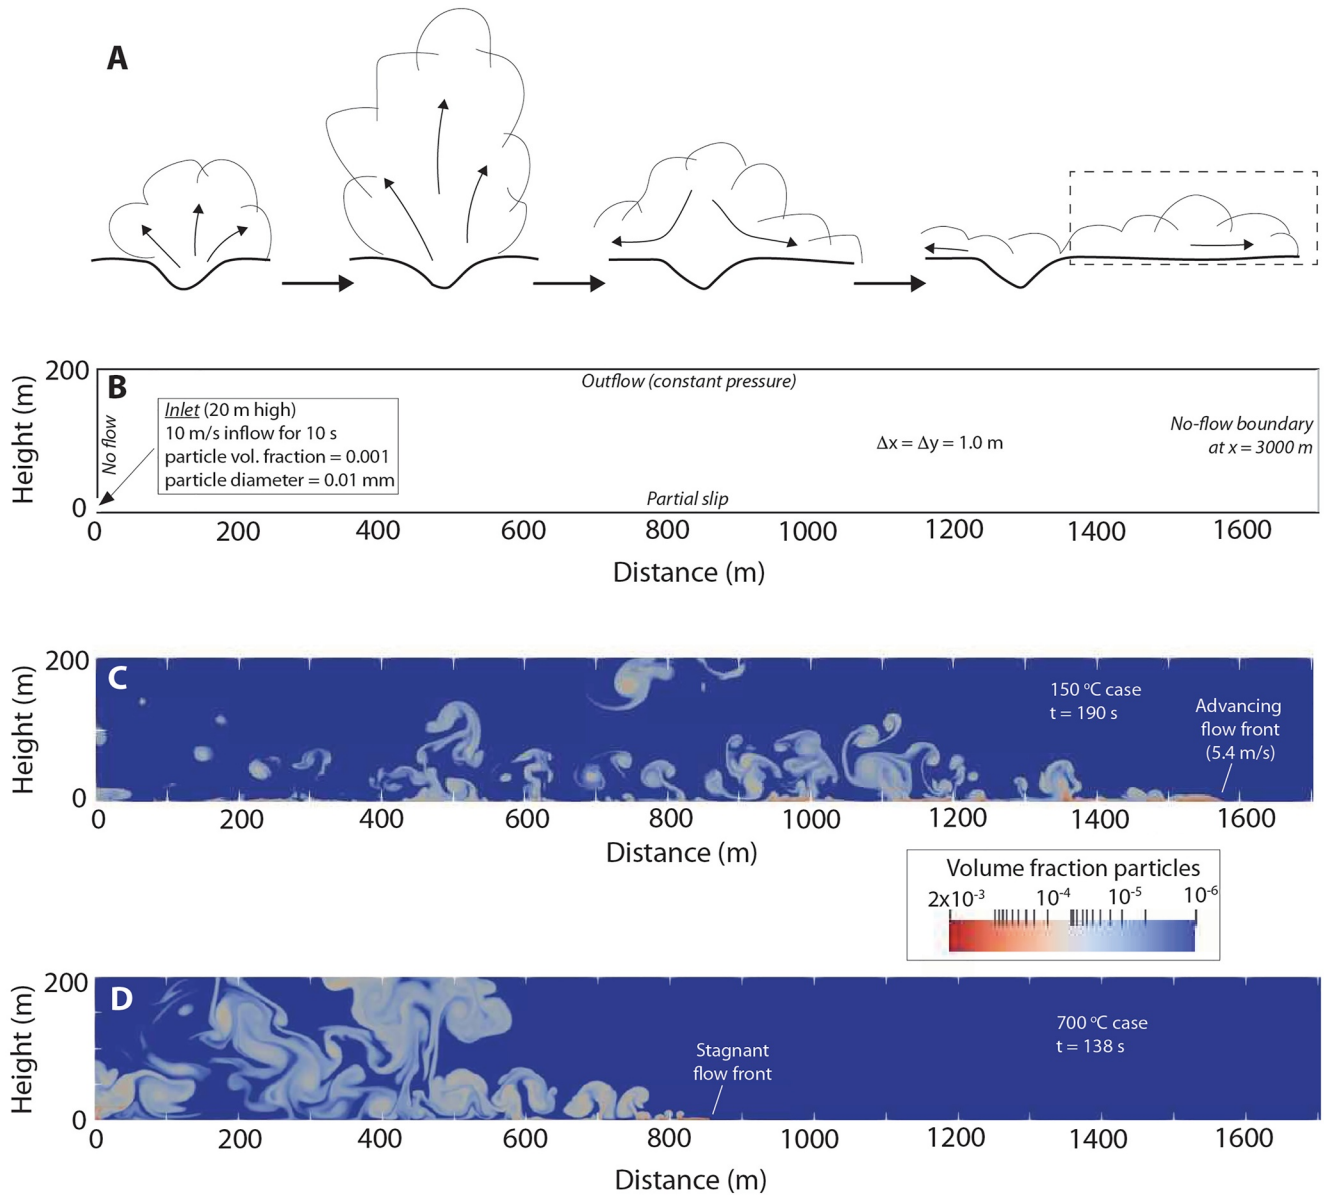 A
200
B
Outflow (constant pressure)
Height (m)
No flow
Inlet (20 m high)
10 m/s inflow for 10 s
particle vol. fraction = 0.001
particle diameter = 0.01 mm
Δx = Δy = 1.0 m
No-flow boundary
at x = 3000 m
Partial slip
0
0 200 400 600 800 1000 1200 1400 1600
Distance (m)
200
C
Height (m)
150 °C case
t = 190 s
Advancing
flow front
(5.4 m/s)
0
0 200 400 600 800 1000 1200 1400 1600
Distance (m)
Volume fraction particles
2x10⁻³ 10⁻⁴ 10⁻⁵ 10⁻⁶
200
D
Height (m)
700 °C case
t = 138 s
Stagnant
flow front
0
0 200 400 600 800 1000 1200 1400 1600
Distance (m)